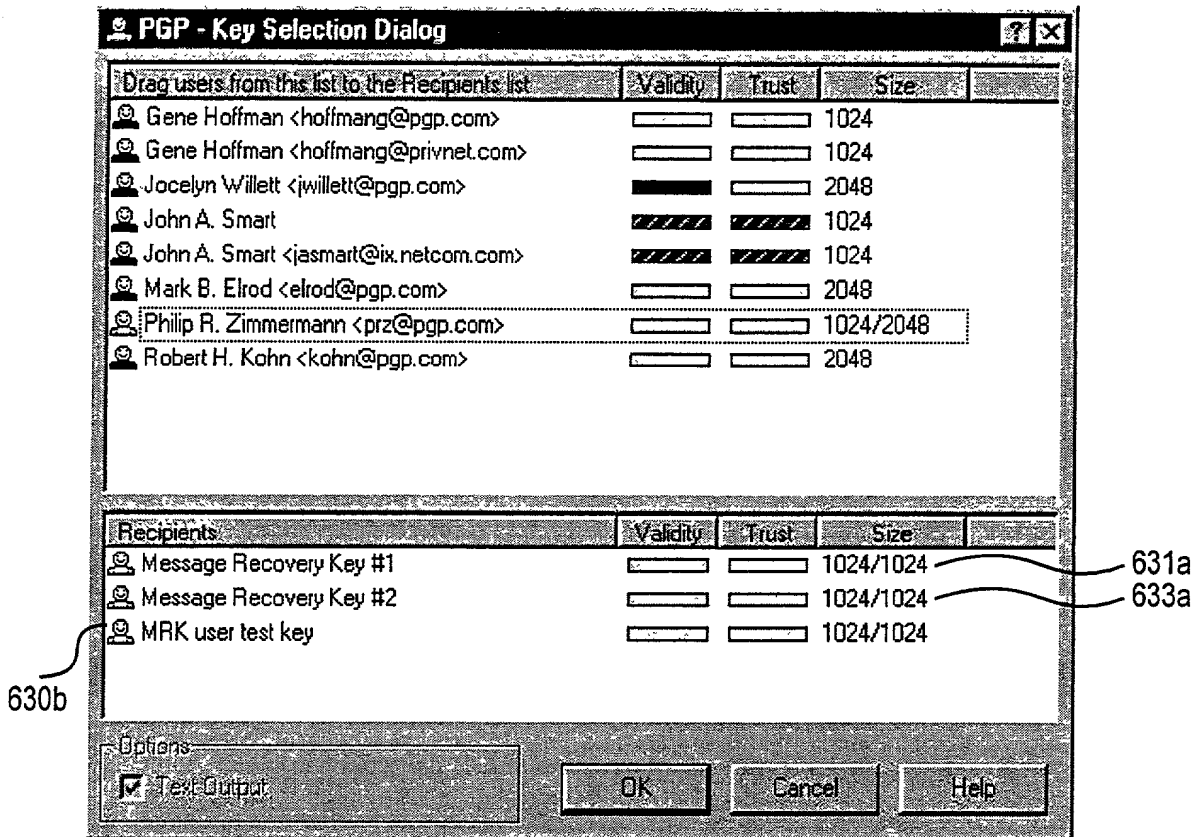 PGP - Key Selection Dialog
Drag users from this list to the Recipients list Validity Trust Size
Gene Hoffman <hoffmang@pgp.com> 1024
Gene Hoffman <hoffmang@privnet.com> 1024
Jocelyn Willett <jwillett@pgp.com> 2048
John A. Smart 1024
John A. Smart <jasmart@ix.netcom.com> 1024
Mark B. Elrod <elrod@pgp.com> 2048
Philip R. Zimmermann <prz@pgp.com> 1024/2048
Robert H. Kohn <kohn@pgp.com> 2048
Recipients Validity Trust Size
Message Recovery Key #1 1024/1024 631a
Message Recovery Key #2 1024/1024 633a
MRK user test key 1024/1024
630b
Options
Text Output
OK Cancel Help